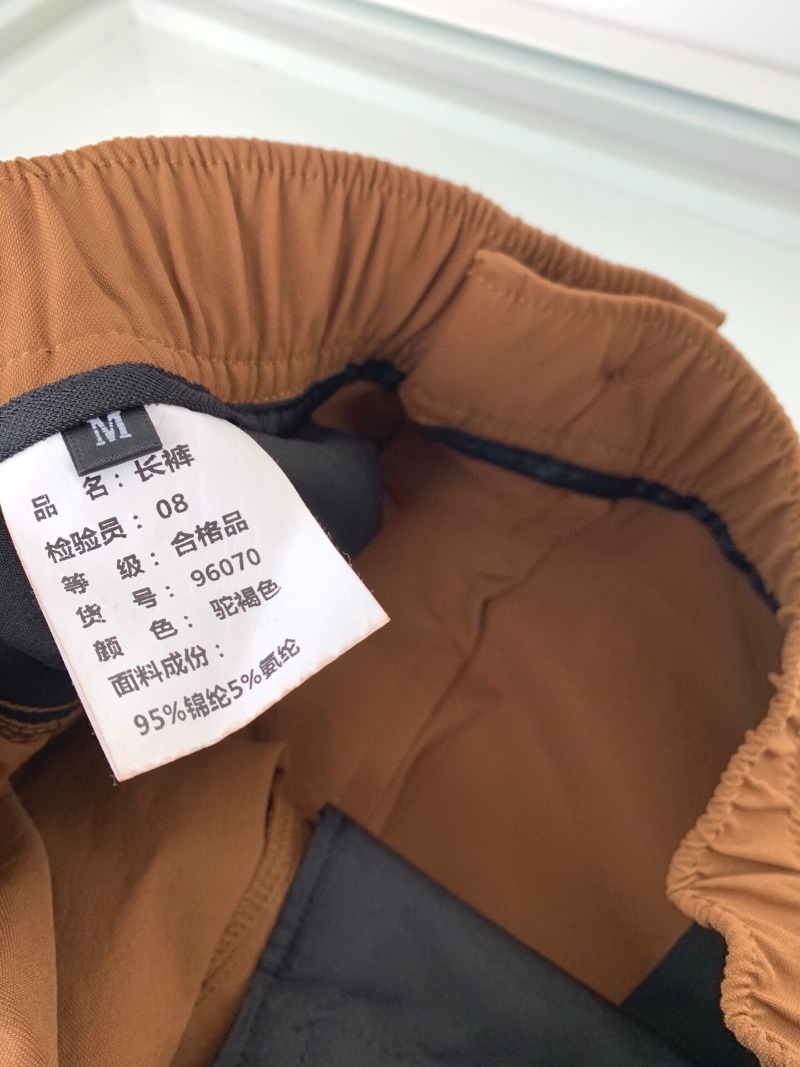 M
品 名：长裤
检验员：08
等 级：合格品
货 号：96070
颜 色：驼褐色
面料成份：
95%锦纶5%氨纶